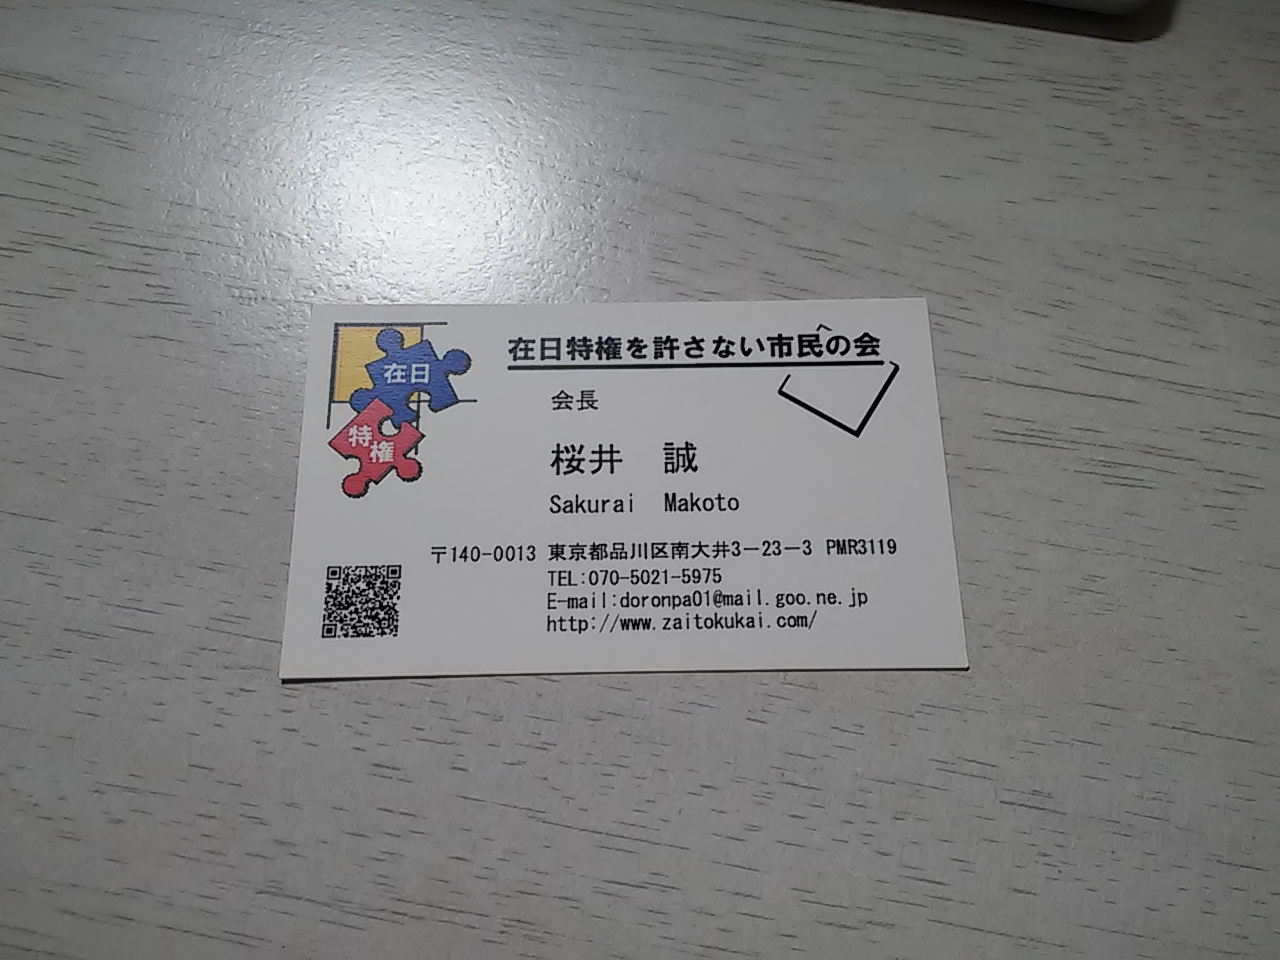 在日
特権
在日特権を許さない市民の会
会長
桜井 誠
Sakurai Makoto
〒140-0013 東京都品川区南大井3－23－3 PMR3119
TEL:070-5021-5975
E-mail:doronpa01@mail.goo.ne.jp
http://www.zaitokukai.com/